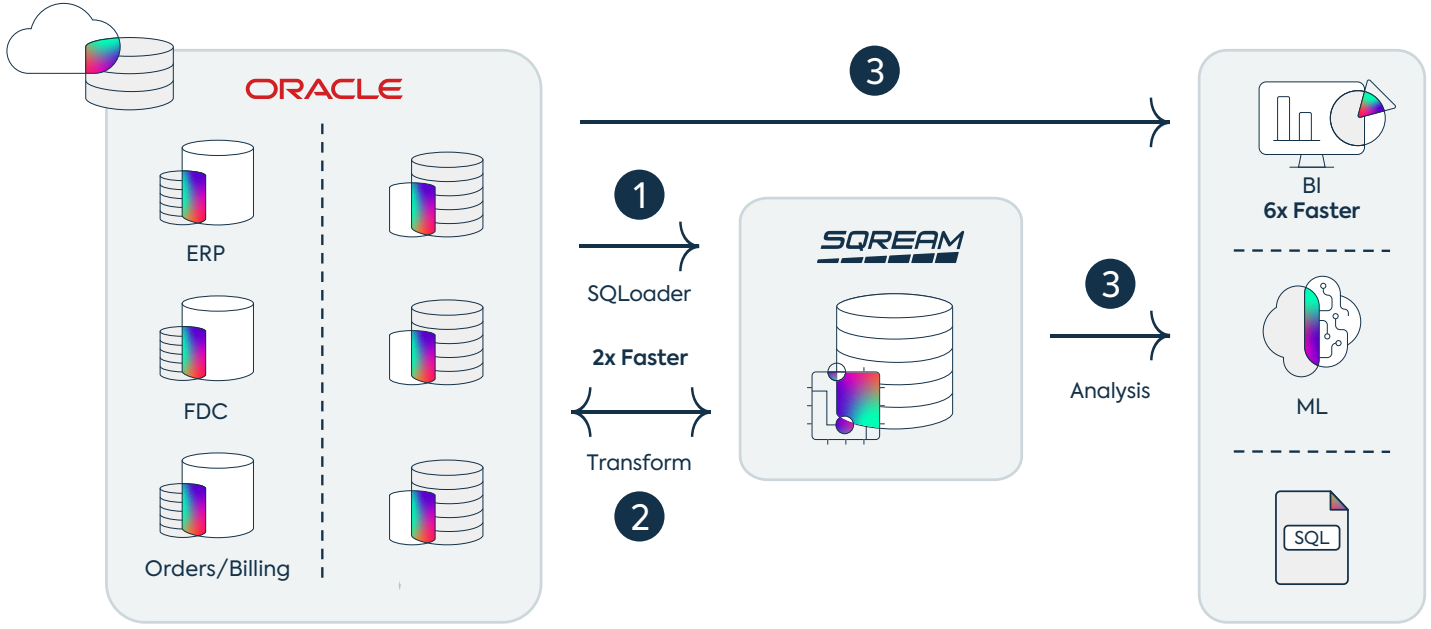 ORACLE
ERP
FDC
Orders/Billing
3
1
SQLoader
2x Faster
Transform
2
SQREAM
3
Analysis
BI
6x Faster
ML
SQL